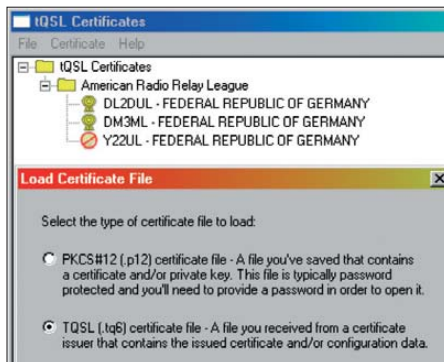 tQSL Certificates
File Certificate Help
tQSL Certificates
American Radio Relay League
DL2DUL - FEDERAL REPUBLIC OF GERMANY
DM3ML - FEDERAL REPUBLIC OF GERMANY
Y22UL - FEDERAL REPUBLIC OF GERMANY
Load Certificate File
Select the type of certificate file to load:
PKCS#12 (.p12) certificate file - A file you've saved that contains
a certificate and/or private key. This file is typically password
protected and you'll need to provide a password in order to open it.
TQSL (.tq6) certificate file - A file you received from a certificate
issuer that contains the issued certificate and/or configuration data.